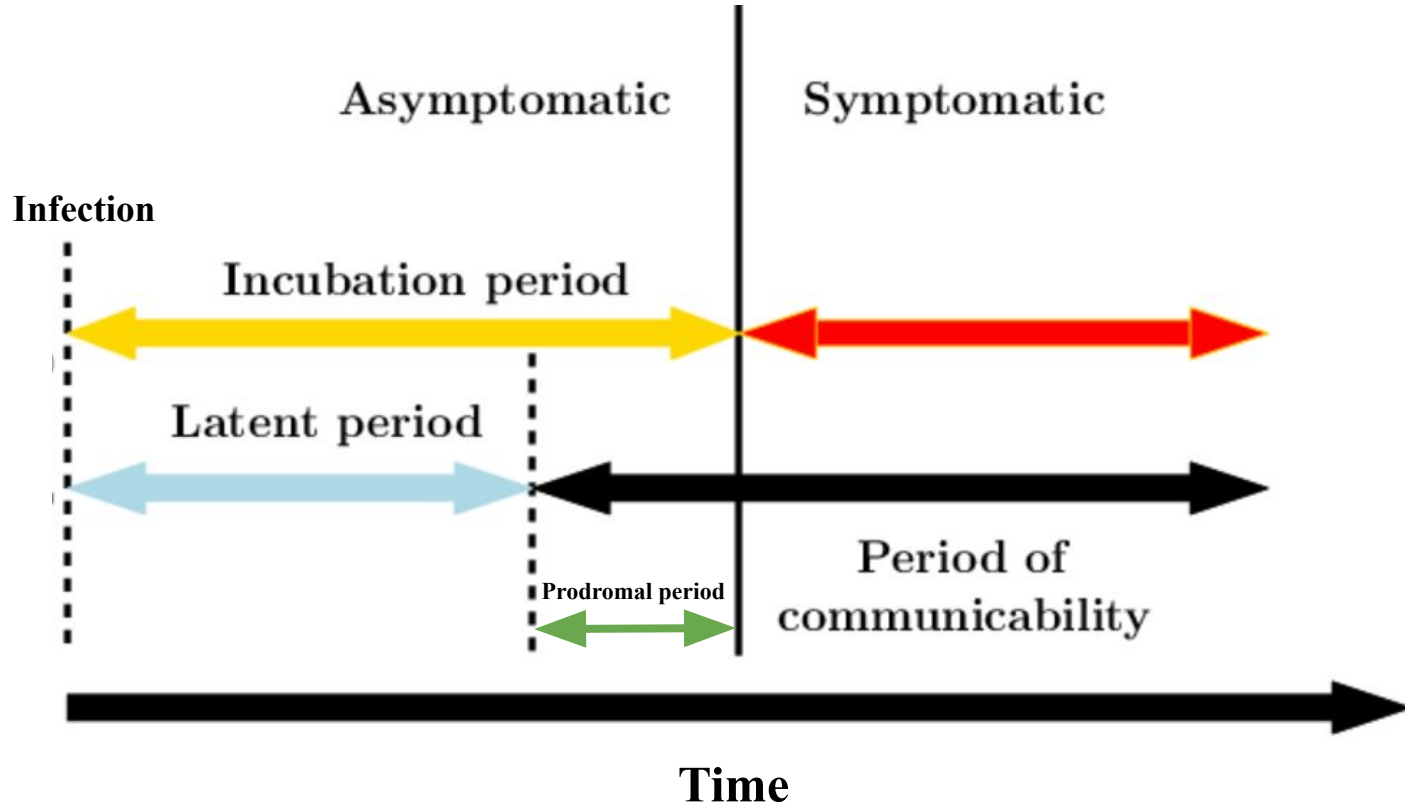 Asymptomatic
Symptomatic
Infection
Incubation period
Latent period
Prodromal period
Period of
communicability
Time